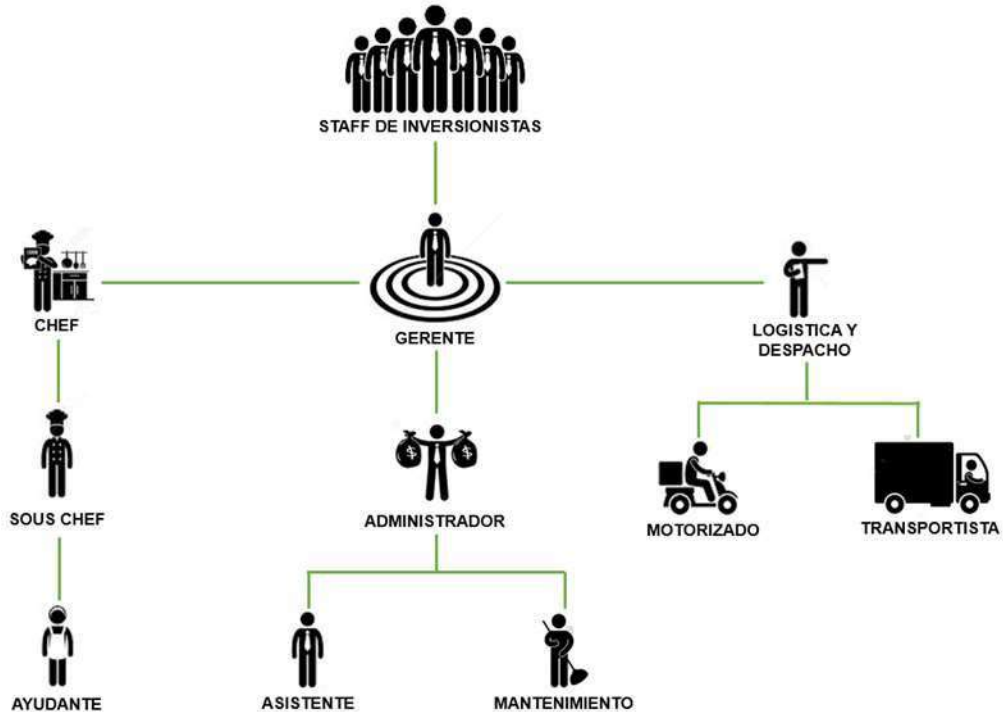 STAFF DE INVERSIONISTAS
CHEF
GERENTE
LOGISTICA Y
DESPACHO
SOUS CHEF
ADMINISTRADOR
MOTORIZADO
TRANSPORTISTA
AYUDANTE
ASISTENTE
MANTENIMIENTO
$ $